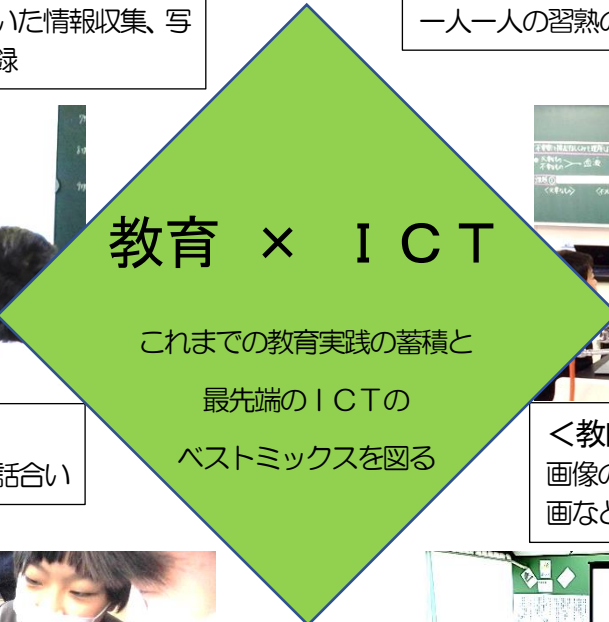 いた情報収集、写
録
一人一人の習熟の
教育 × ＩＣＴ
これまでの教育実践の蓄積と
最先端のＩＣＴの
ベストミックスを図る
話合い
＜教
画像の
画など